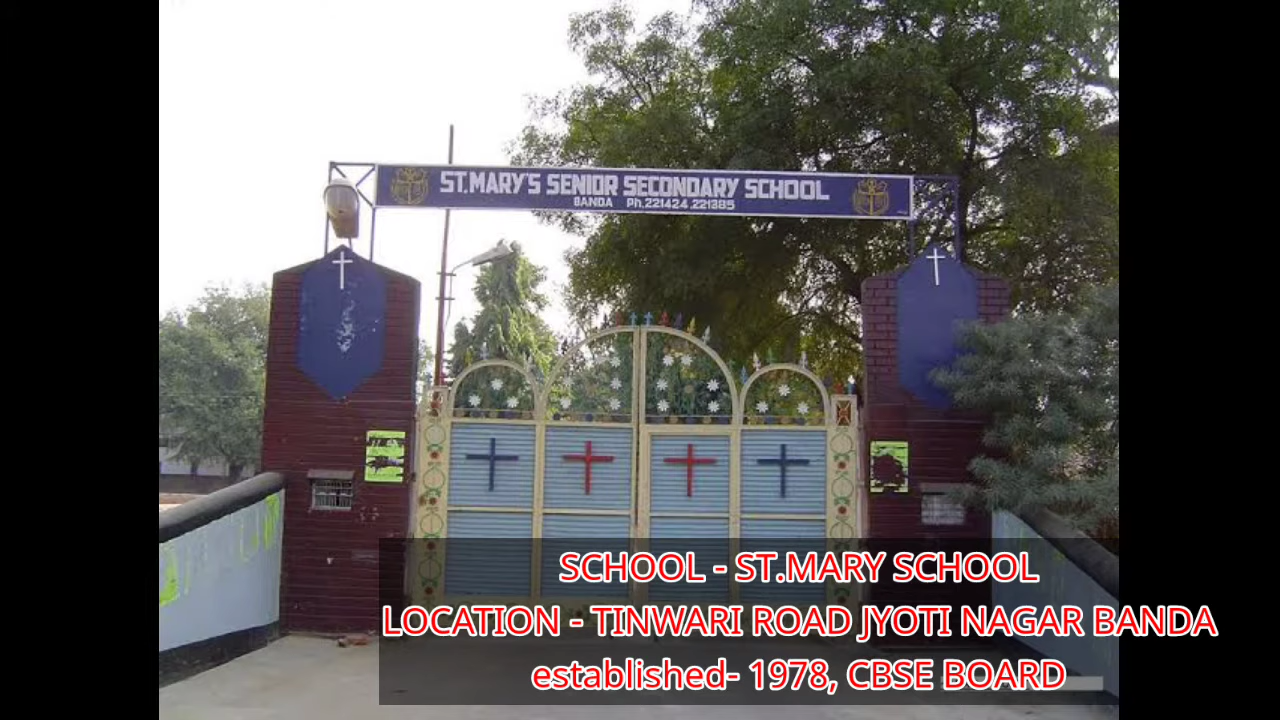 ST.MARY'S SENIOR SECONDARY SCHOOL
BANDA Ph.221424 221385
SCHOOL - ST.MARY SCHOOL
LOCATION - TINWARI ROAD JYOTI NAGAR BANDA
established- 1978, CBSE BOARD